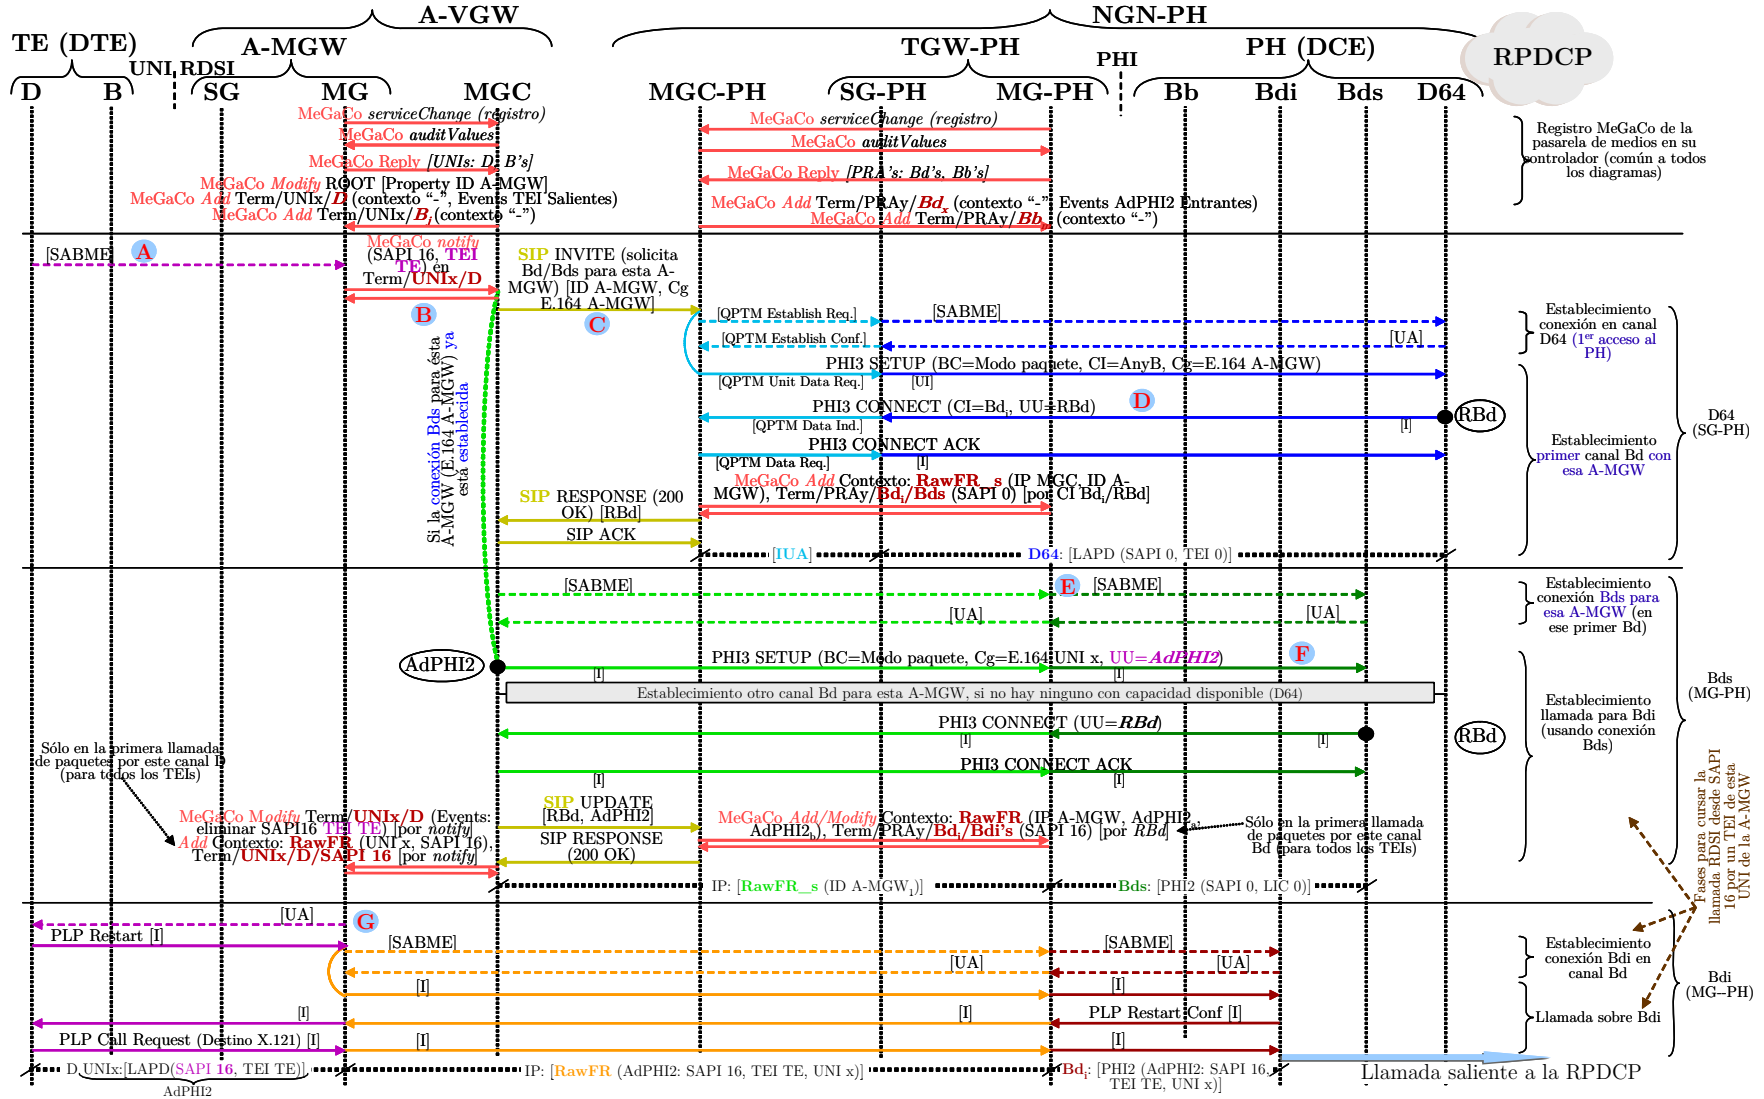 A-VGW
NGN-PH
TE (DTE)
A-MGW
TGW-PH
PH (DCE)
RPDCP
UNI RDSI
PHI
D
B
SG
MG
MGC
MGC-PH
SG-PH
MG-PH
Bb
Bdi
Bds
D64
MeGaCo serviceChange (registro)
MeGaCo auditValues
MeGaCo Reply [UNIs: D, B's]
MeGaCo Modify ROOT [Property ID A-MGW]
MeGaCo Add Term/UNIx/D (contexto “-”, Events TEI Salientes)
MeGaCo Add Term/UNIx/Bj (contexto “-”)
MeGaCo serviceChange (registro)
MeGaCo auditValues
MeGaCo Reply [PRA's: Bd's, Bb's]
MeGaCo Add Term/PRAy/Bdx (contexto “-”, Events AdPHI2 Entrantes)
MeGaCo Add Term/PRAy/Bb (contexto “-”)
Registro MeGaCo de la
pasarela de medios en su
controlador (común a todos
los diagramas)
[SABME]
A
MeGaCo notify
(SAPI 16, TEI
TE) en
Term/UNIx/D
B
SIP INVITE (solicita
Bd/Bds para esta A-
MGW) [ID A-MGW, Cg
E.164 A-MGW]
C
[QPTM Establish Req.]
[SABME]
[QPTM Establish Conf.]
[UA]
PHI3 SETUP (BC=Modo paquete, CI=AnyB, Cg=E.164 A-MGW)
[QPTM Unit Data Req.]
[UI]
D
PHI3 CONNECT (CI=Bdi, UU=RBd)
[QPTM Data Ind.]
[I]
RBd
PHI3 CONNECT ACK
[QPTM Data Req.]
[I]
MeGaCo Add Contexto: RawFR_s (IP MGC, ID A-
MGW), Term/PRAy/Bdi/Bds (SAPI 0) [por CI Bdi/RBd]
SIP RESPONSE (200
OK) [RBd]
SIP ACK
[IUA]
D64: [LAPD (SAPI 0, TEI 0)]
Si la conexión Bds para ésta
A-MGW (E.164 A-MGW) ya
está establecida
Establecimiento
conexión en canal
D64 (1er acceso al
PH)
Establecimiento
primer canal Bd con
esa A-MGW
D64
(SG-PH)
[SABME]
E
[SABME]
[UA]
[UA]
AdPHI2
PHI3 SETUP (BC=Modo paquete, Cg=E.164 UNI x, UU=AdPHI2)
F
[I]
[I]
Establecimiento otro canal Bd para esta A-MGW, si no hay ninguno con capacidad disponible (D64)
PHI3 CONNECT (UU=RBd)
[I]
[I]
RBd
PHI3 CONNECT ACK
[I]
[I]
Establecimiento
conexión Bds para
esa A-MGW (en
ese primer Bd)
Establecimiento
llamada para Bdi
(usando conexión
Bds)
Bds
(MG-PH)
Sólo en la primera llamada
de paquetes por este canal D
(para todos los TEIs)
MeGaCo Modify Term/UNIx/D (Events:
eliminar SAPI16 TEI TE) [por notify]
Add Contexto: RawFR (UNI x, SAPI 16),
Term/UNIx/D/SAPI 16 [por notify]
SIP UPDATE
[RBd, AdPHI2]
SIP RESPONSE
(200 OK)
MeGaCo Add/Modify Contexto: RawFR (IP A-MGW, AdPHI2a,
AdPHI2b), Term/PRAy/Bdi/Bdi's (SAPI 16) [por RBd]
Sólo en la primera llamada
de paquetes por este canal
Bd (para todos los TEIs)
IP: [RawFR_s (ID A-MGW1)]
Bds: [PHI2 (SAPI 0, LIC 0)]
Fases para cursar la
llamada RDSI desde SAPI
16 por un TEI de esta
UNI de la A-MGW
[UA]
G
PLP Restart [I]
[SABME]
[SABME]
[UA]
[UA]
[I]
[I]
[I]
[I]
PLP Restart Conf [I]
PLP Call Request (Destino X.121) [I]
[I]
[I]
Establecimiento
conexión Bdi en
canal Bd
Llamada sobre Bdi
Bdi
(MG--PH)
D UNIx:[LAPD(SAPI 16, TEI TE)]
AdPHI2
IP: [RawFR (AdPHI2: SAPI 16, TEI TE, UNI x)]
Bdi: [PHI2 (AdPHI2: SAPI 16,
TEI TE, UNI x)]
Llamada saliente a la RPDCP